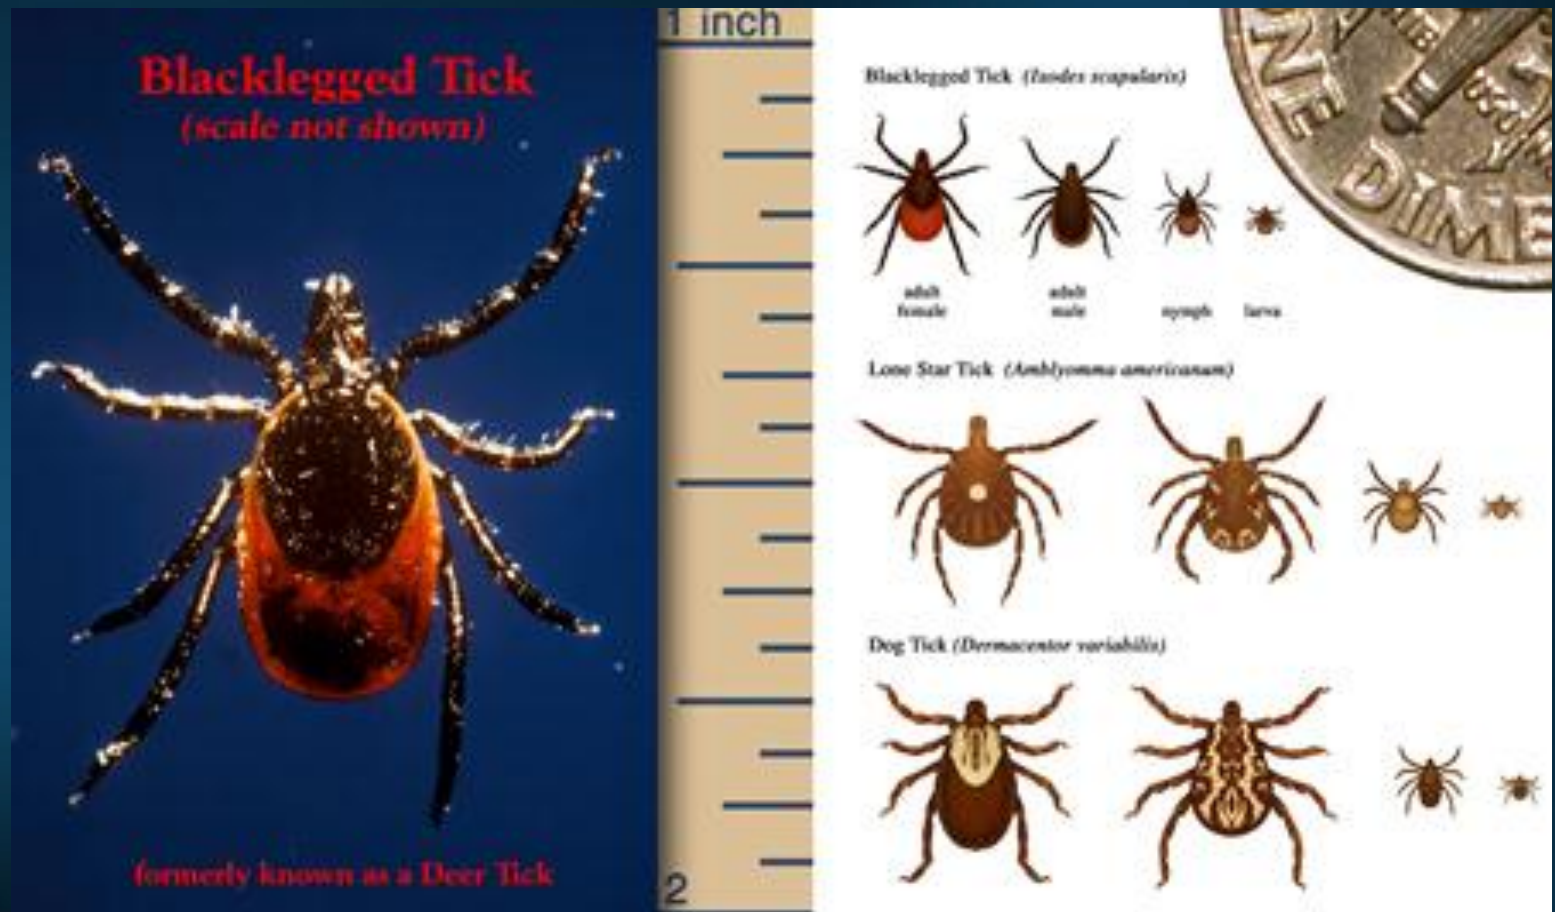 Blacklegged Tick
(scale not shown)
formerly known as a Deer Tick
1 inch
2
Blacklegged Tick (Ixodes scapularis)
adult female
adult male
nymph
larva
Lone Star Tick (Amblyomma americanum)
Dog Tick (Dermacentor variabilis)
ONE DIME